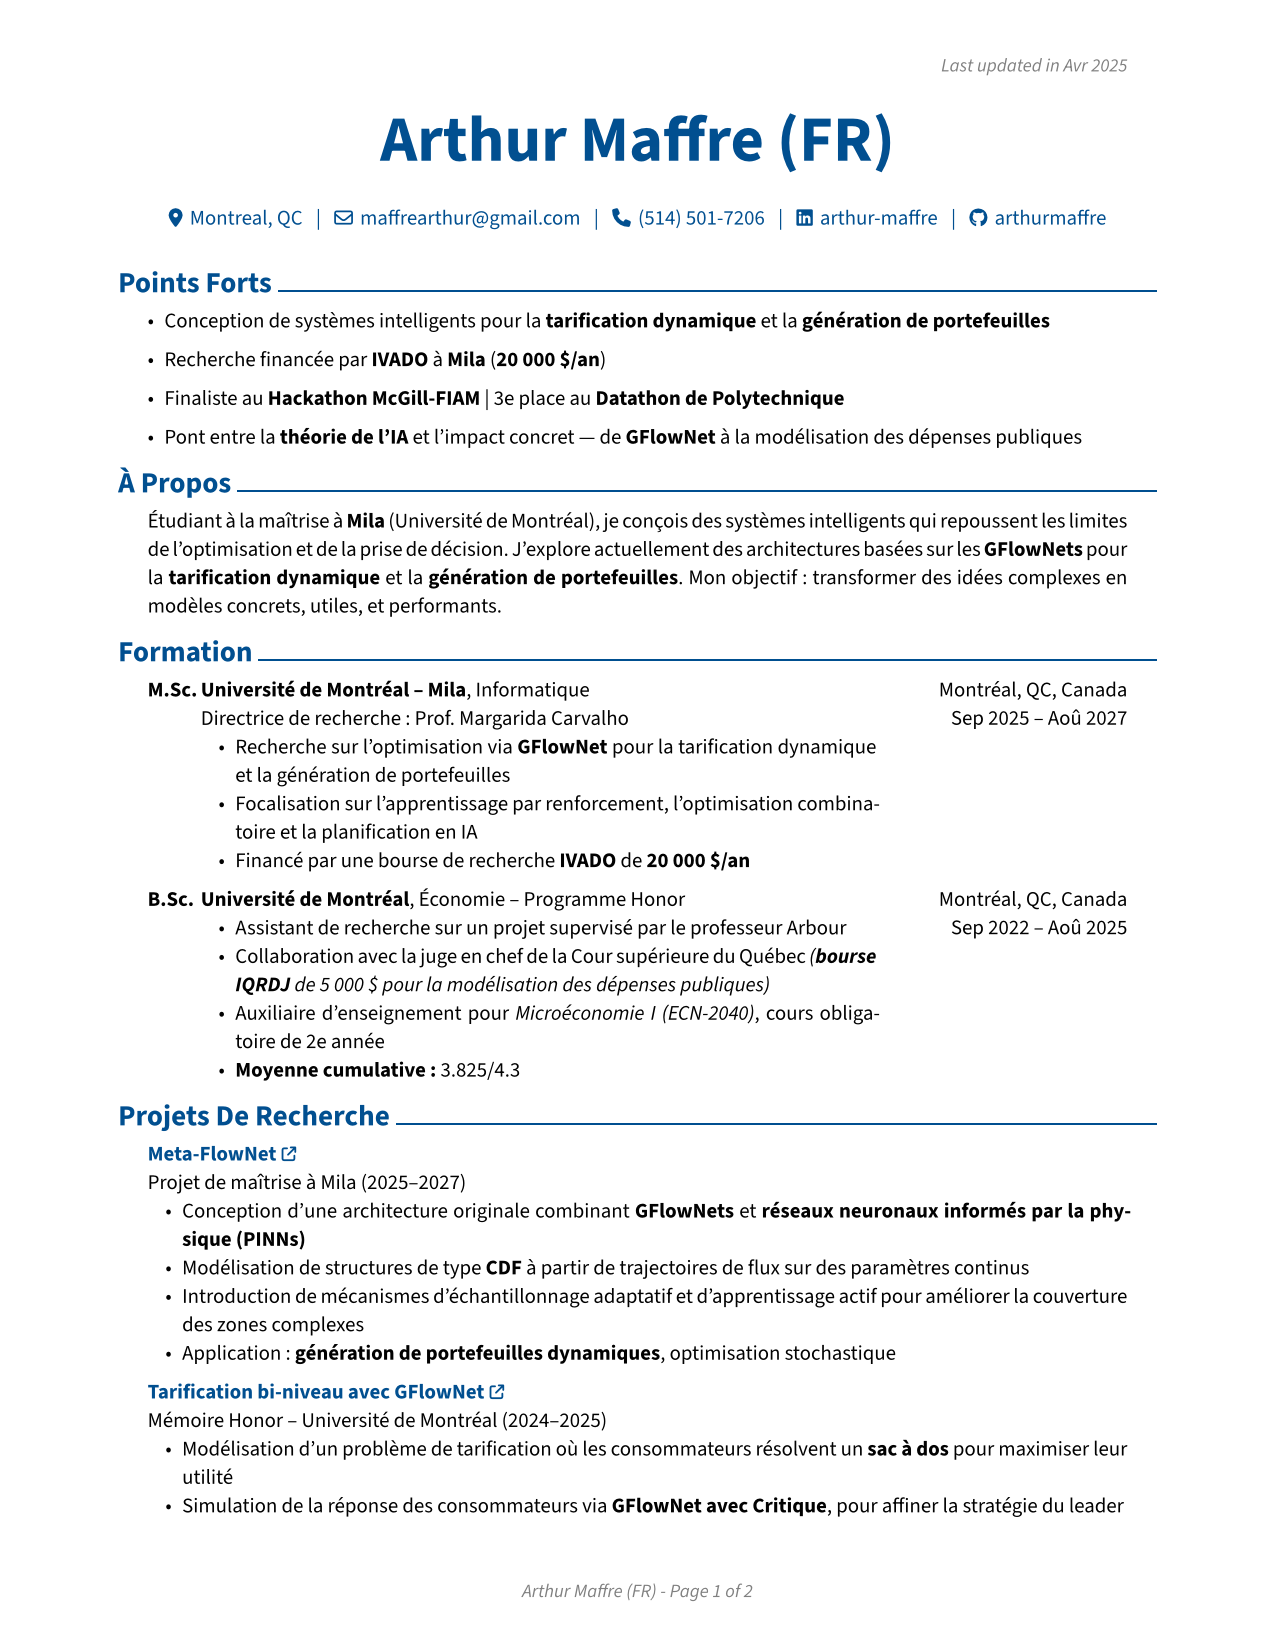 Last updated in Avr 2025
Arthur Maffre (FR)
Montreal, QC | maffrearthur@gmail.com | (514) 501-7206 | arthur-maffre | arthurmaffre
Points Forts
• Conception de systèmes intelligents pour la tarification dynamique et la génération de portefeuilles
• Recherche financée par IVADO à Mila (20 000 $/an)
• Finaliste au Hackathon McGill-FIAM | 3e place au Datathon de Polytechnique
• Pont entre la théorie de l’IA et l’impact concret — de GFlowNet à la modélisation des dépenses publiques
À Propos
Étudiant à la maîtrise à Mila (Université de Montréal), je conçois des systèmes intelligents qui repoussent les limites
de l’optimisation et de la prise de décision. J’explore actuellement des architectures basées sur les GFlowNets pour
la tarification dynamique et la génération de portefeuilles. Mon objectif : transformer des idées complexes en
modèles concrets, utiles, et performants.
Formation
M.Sc. Université de Montréal – Mila, Informatique Montréal, QC, Canada
Directrice de recherche : Prof. Margarida Carvalho Sep 2025 – Aoû 2027
• Recherche sur l’optimisation via GFlowNet pour la tarification dynamique
et la génération de portefeuilles
• Focalisation sur l’apprentissage par renforcement, l’optimisation combina-
toire et la planification en IA
• Financé par une bourse de recherche IVADO de 20 000 $/an
B.Sc. Université de Montréal, Économie – Programme Honor Montréal, QC, Canada
• Assistant de recherche sur un projet supervisé par le professeur Arbour Sep 2022 – Aoû 2025
• Collaboration avec la juge en chef de la Cour supérieure du Québec (bourse
IQRDJ de 5 000 $ pour la modélisation des dépenses publiques)
• Auxiliaire d’enseignement pour Microéconomie I (ECN-2040), cours obliga-
toire de 2e année
• Moyenne cumulative : 3.825/4.3
Projets De Recherche
Meta-FlowNet
Projet de maîtrise à Mila (2025–2027)
• Conception d’une architecture originale combinant GFlowNets et réseaux neuronaux informés par la phy-
sique (PINNs)
• Modélisation de structures de type CDF à partir de trajectoires de flux sur des paramètres continus
• Introduction de mécanismes d’échantillonnage adaptatif et d’apprentissage actif pour améliorer la couverture
des zones complexes
• Application : génération de portefeuilles dynamiques, optimisation stochastique
Tarification bi-niveau avec GFlowNet
Mémoire Honor – Université de Montréal (2024–2025)
• Modélisation d’un problème de tarification où les consommateurs résolvent un sac à dos pour maximiser leur
utilité
• Simulation de la réponse des consommateurs via GFlowNet avec Critique, pour affiner la stratégie du leader
Arthur Maffre (FR) - Page 1 of 2